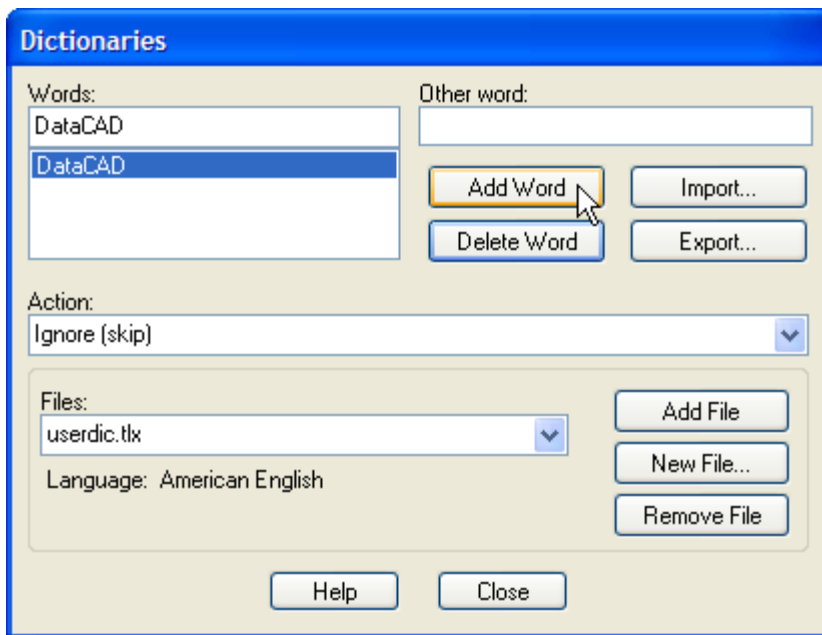 Dictionaries
Words:
Other word:
DataCAD
DataCAD
Add Word
Import...
Delete Word
Export...
Action:
Ignore (skip)
Files:
userdic.tlx
Language: American English
Add File
New File...
Remove File
Help
Close